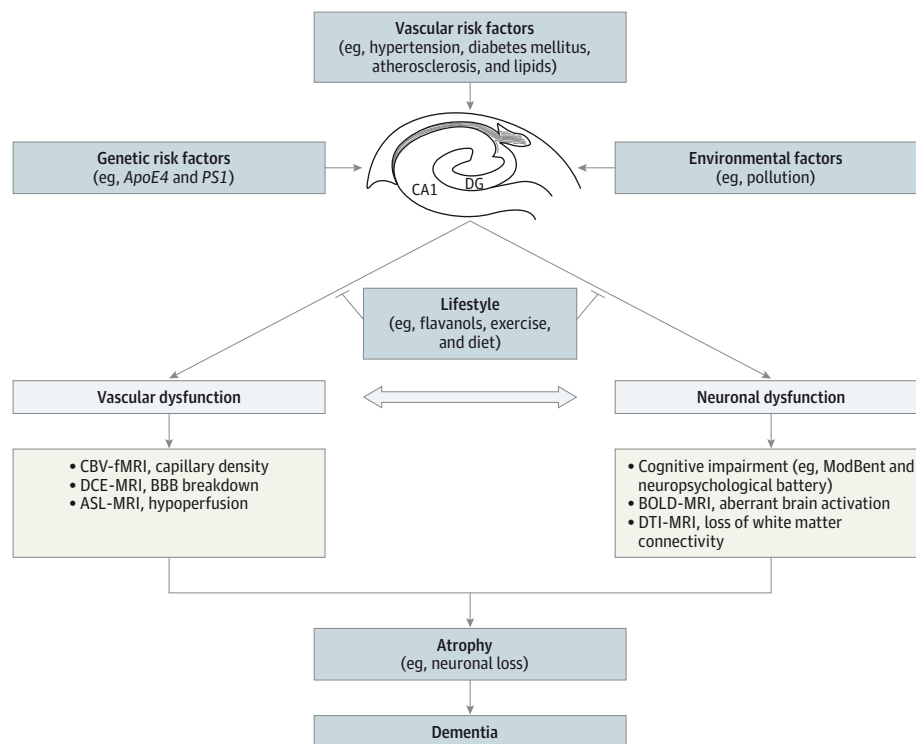 Vascular risk factors
(eg, hypertension, diabetes mellitus,
atherosclerosis, and lipids)
Genetic risk factors
(eg, ApoE4 and PS1)
CA1
DG
Environmental factors
(eg, pollution)
Lifestyle
(eg, flavanols, exercise,
and diet)
Vascular dysfunction
Neuronal dysfunction
• CBV-fMRI, capillary density
• DCE-MRI, BBB breakdown
• ASL-MRI, hypoperfusion
• Cognitive impairment (eg, ModBent and
neuropsychological battery)
• BOLD-MRI, aberrant brain activation
• DTI-MRI, loss of white matter
connectivity
Atrophy
(eg, neuronal loss)
Dementia